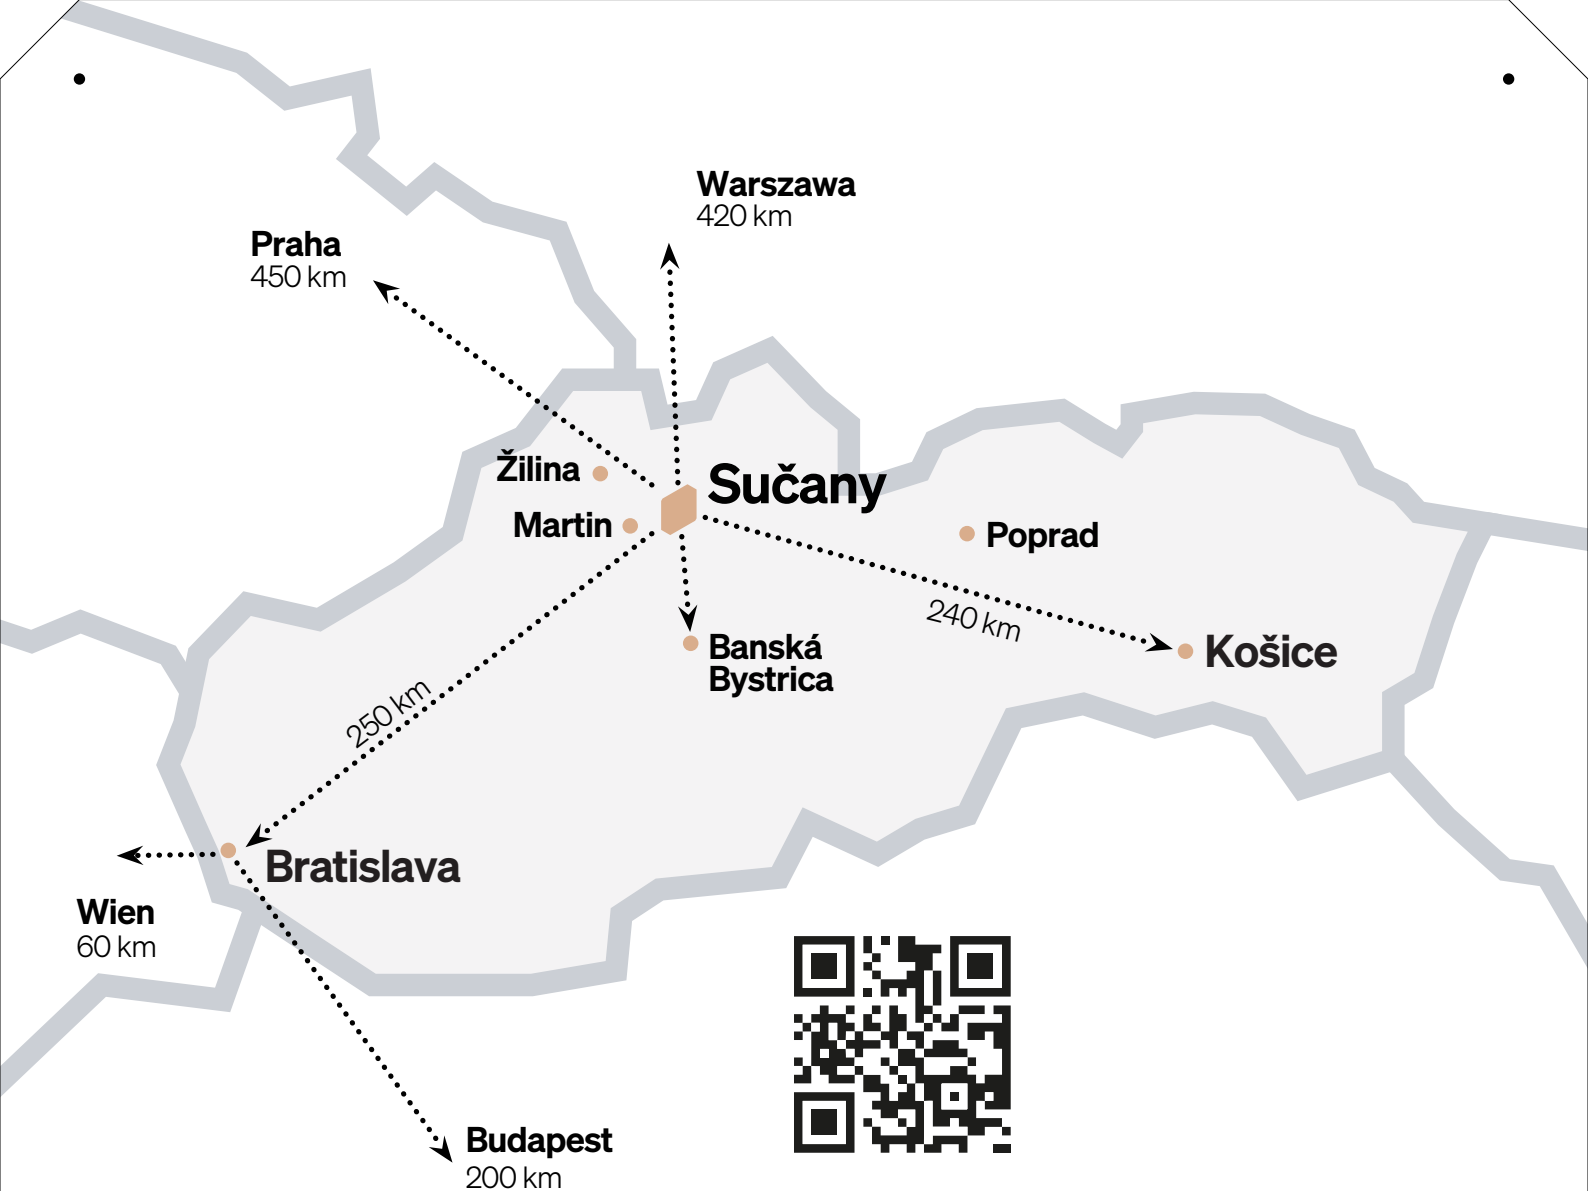 Warszawa
420 km
Praha
450 km
Žilina
Sučany
Martin
Poprad
240 km
Banská
Bystrica
Košice
250 km
Bratislava
Wien
60 km
Budapest
200 km